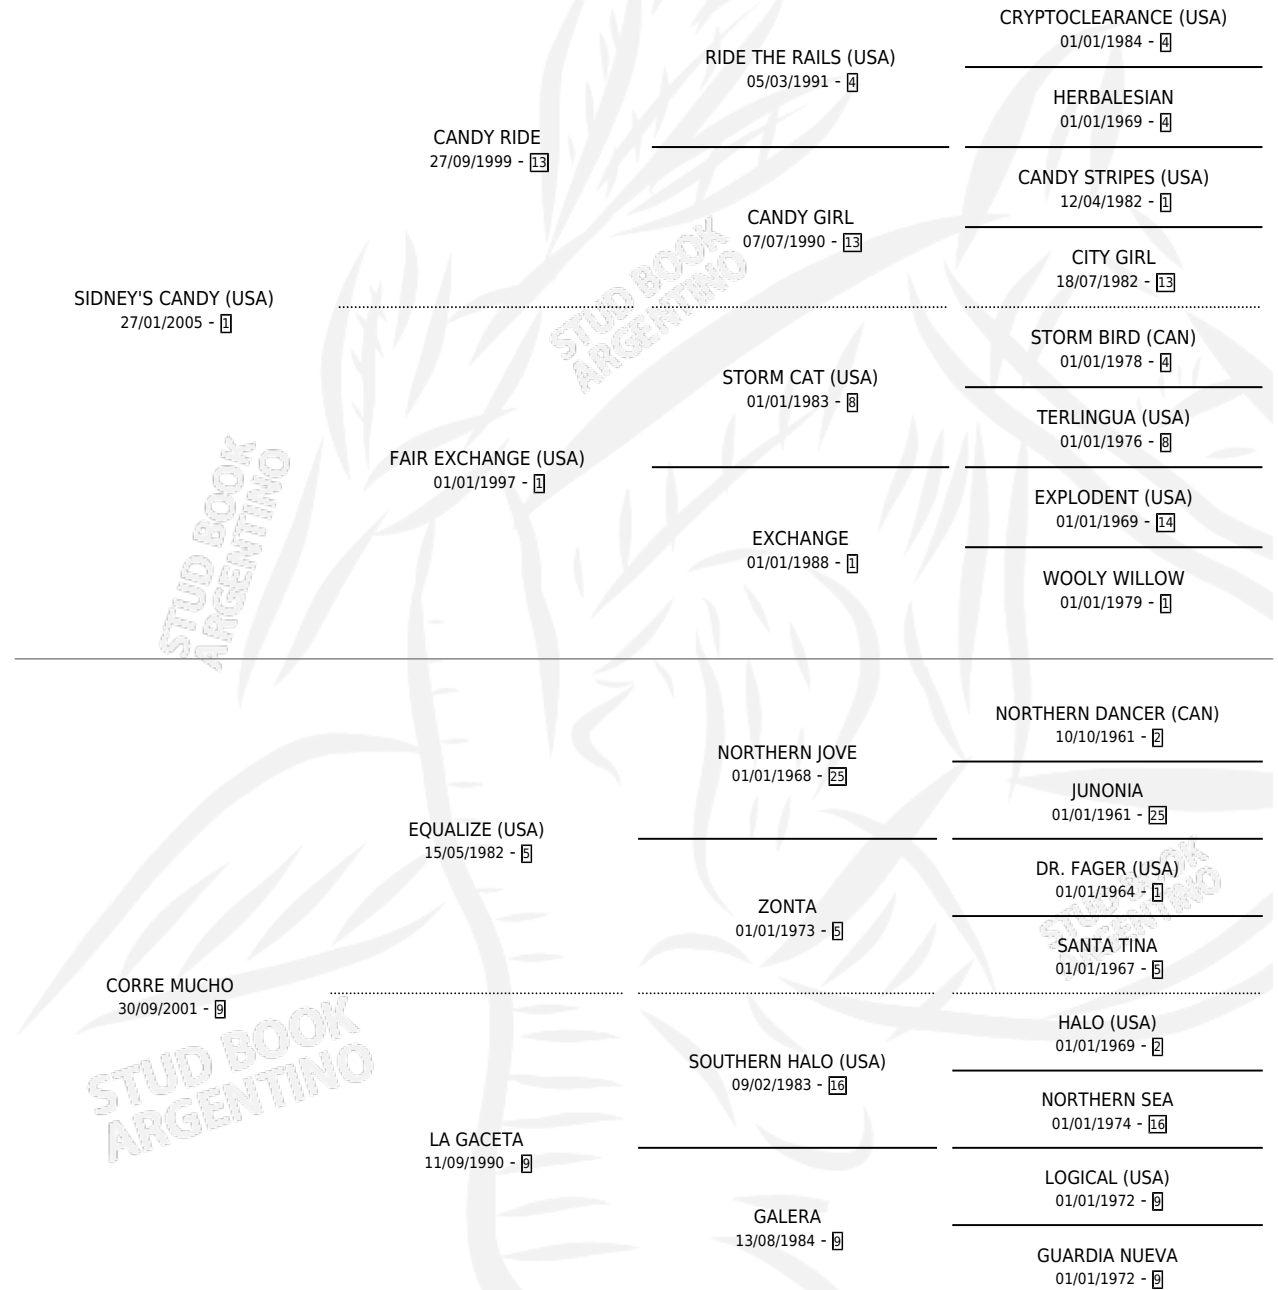 CRYPTOCLEARANCE (USA)
01/01/1984 - 4
RIDE THE RAILS (USA)
05/03/1991 - 4
HERBALESIAN
01/01/1969 - 4
CANDY RIDE
27/09/1999 - 13
CANDY STRIPES (USA)
12/04/1982 - 1
CANDY GIRL
07/07/1990 - 13
CITY GIRL
18/07/1982 - 13
SIDNEY'S CANDY (USA)
27/01/2005 - 1
STORM BIRD (CAN)
01/01/1978 - 4
STORM CAT (USA)
01/01/1983 - 8
TERLINGUA (USA)
01/01/1976 - 8
FAIR EXCHANGE (USA)
01/01/1997 - 1
EXPLODENT (USA)
01/01/1969 - 14
EXCHANGE
01/01/1988 - 1
WOOLY WILLOW
01/01/1979 - 1
NORTHERN DANCER (CAN)
10/10/1961 - 2
NORTHERN JOVE
01/01/1968 - 25
JUNONIA
01/01/1961 - 25
EQUALIZE (USA)
15/05/1982 - 5
DR. FAGER (USA)
01/01/1964 - 1
ZONTA
01/01/1973 - 5
SANTA TINA
01/01/1967 - 5
CORRE MUCHO
30/09/2001 - 9
HALO (USA)
01/01/1969 - 2
SOUTHERN HALO (USA)
09/02/1983 - 16
NORTHERN SEA
01/01/1974 - 16
LA GACETA
11/09/1990 - 9
LOGICAL (USA)
01/01/1972 - 9
GALERA
13/08/1984 - 9
GUARDIA NUEVA
01/01/1972 - 9
STUD BOOK
ARGENTINO
STUD BOOK
ARGENTINO
STUD BOOK
ARGENTINO
STUD BOOK
ARGENTINO